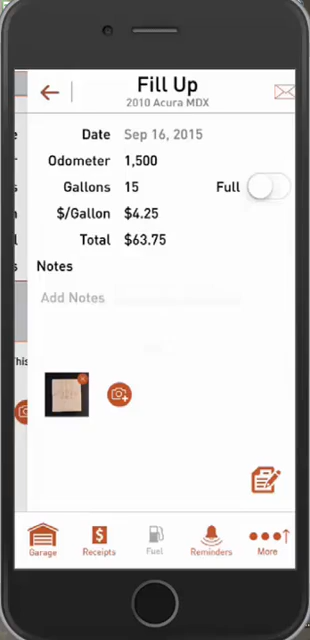 Fill Up
2010 Acura MDX
Date Sep 16, 2015
Odometer 1,500
Gallons 15 Full
$/Gallon $4.25
Total $63.75
Notes
Add Notes
This
Garage Receipts Fuel Reminders More